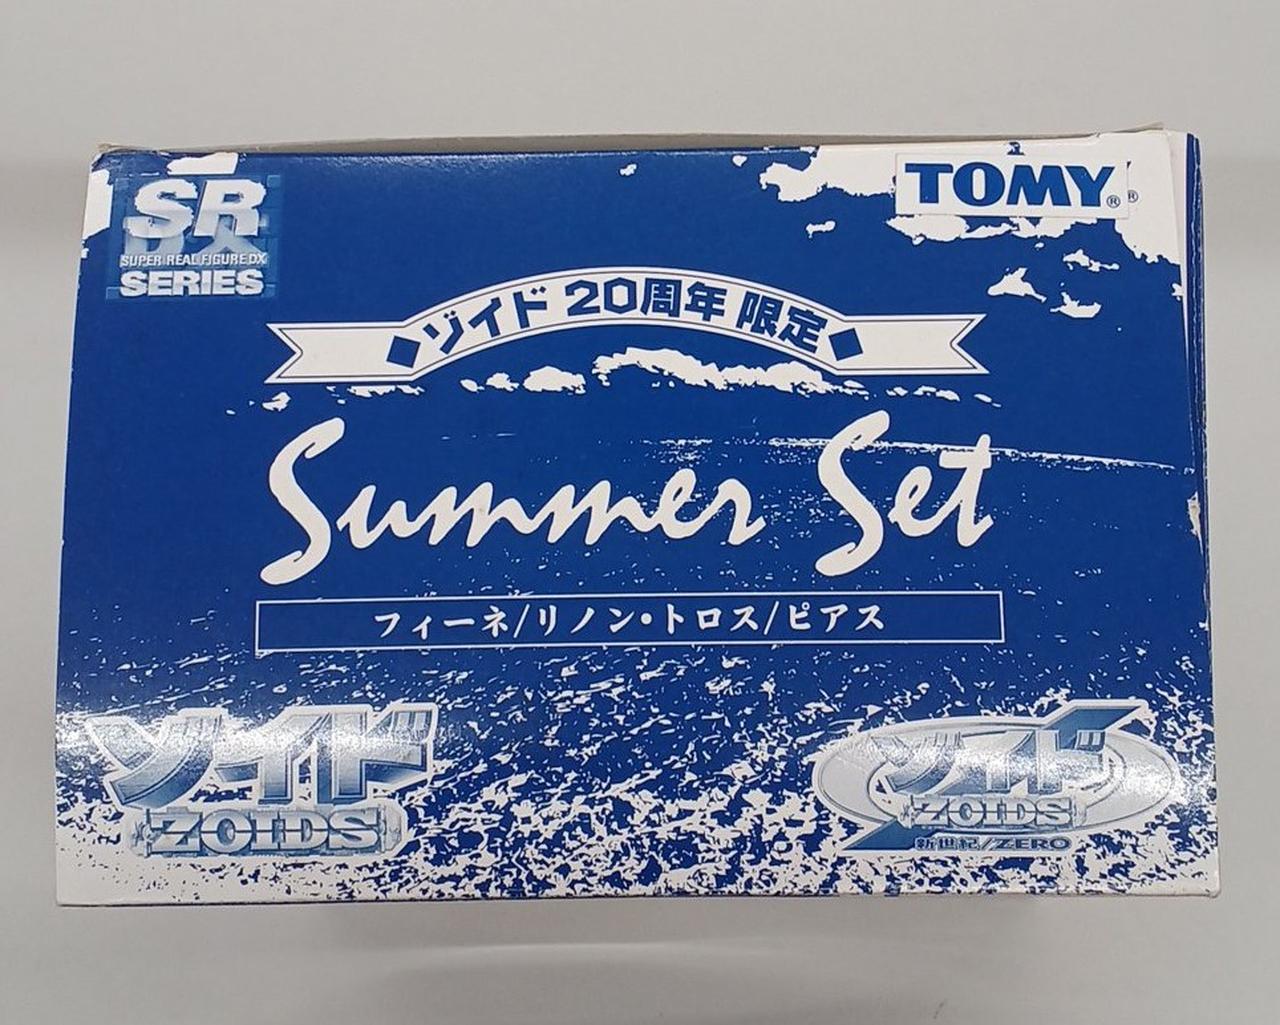 SR
DX
SUPER REAL FIGURE DX
SERIES
TOMY®
®
◆ゾイド 20周年 限定◆
Summer Set
フィーネ/リノン・トロス/ピアス
ゾイド
ZOIDS
ゾイド
ZOIDS
新世紀/ZERO